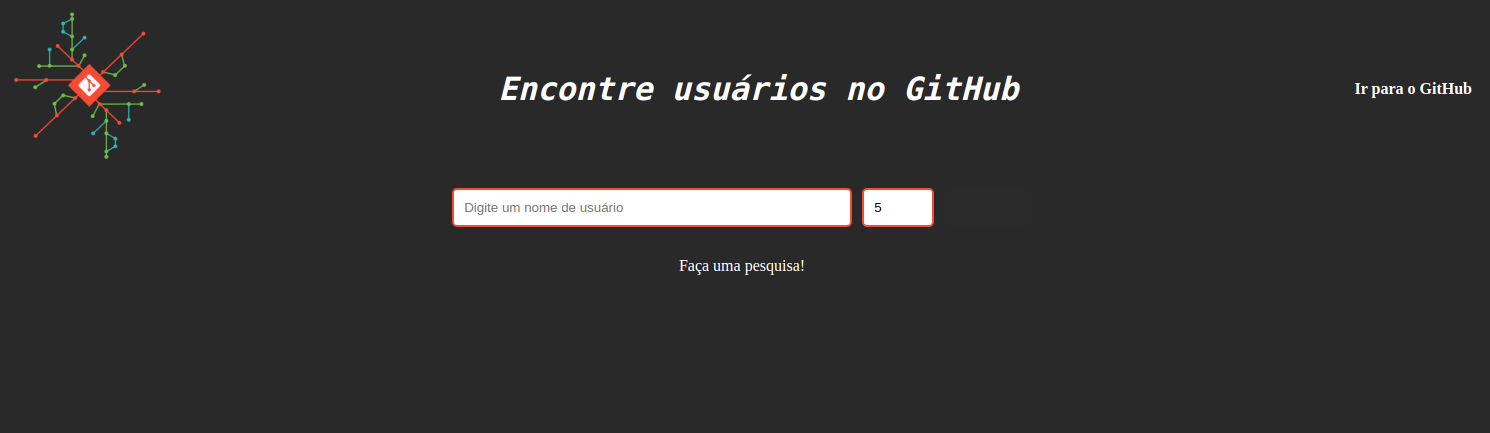 Encontre usuários no GitHub
Ir para o GitHub
Digite um nome de usuário
5
Faça uma pesquisa!